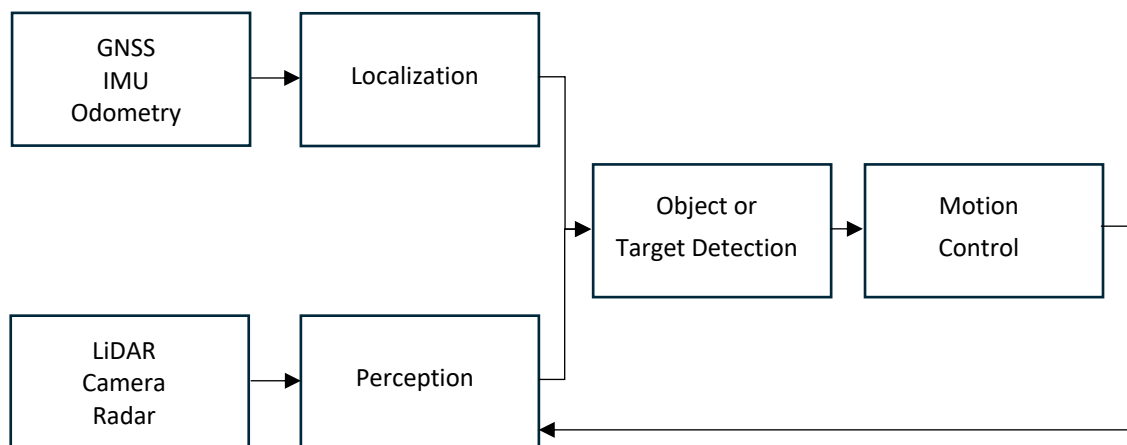 GNSS
IMU
Odometry
Localization
Object or
Target Detection
Motion
Control
LiDAR
Camera
Radar
Perception